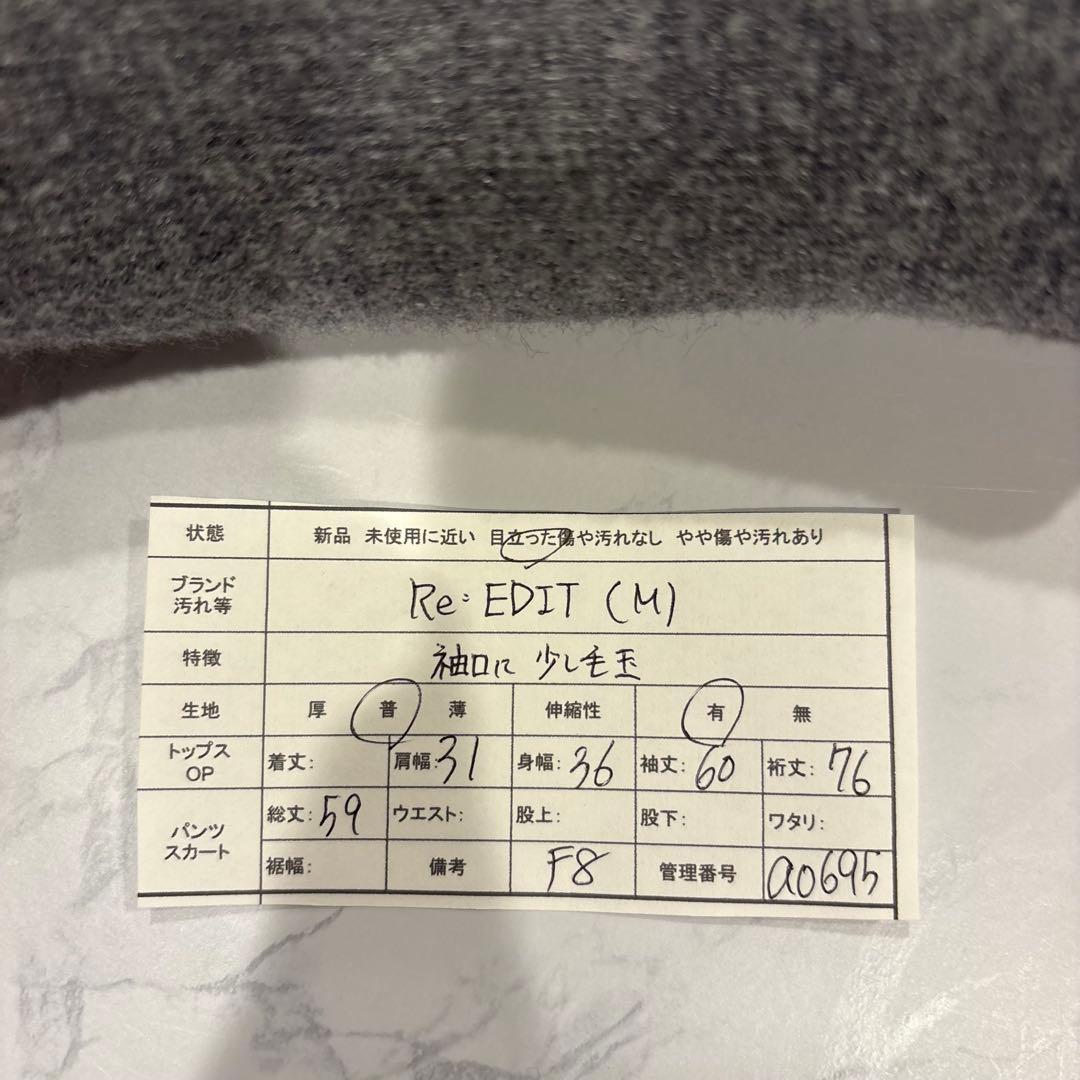 状態 新品 未使用に近い 目立った傷や汚れなし やや傷や汚れあり
ブランド
汚れ等
Re:EDIT (M)
特徴 袖口に 少し毛玉
生地 厚 普 薄 伸縮性 有 無
トップス
OP
着丈: 肩幅:31 身幅:36 袖丈:60 裄丈:76
パンツ
スカート
総丈:59 ウエスト: 股上: 股下: ワタリ:
裾幅: 備考 F8 管理番号 a0695